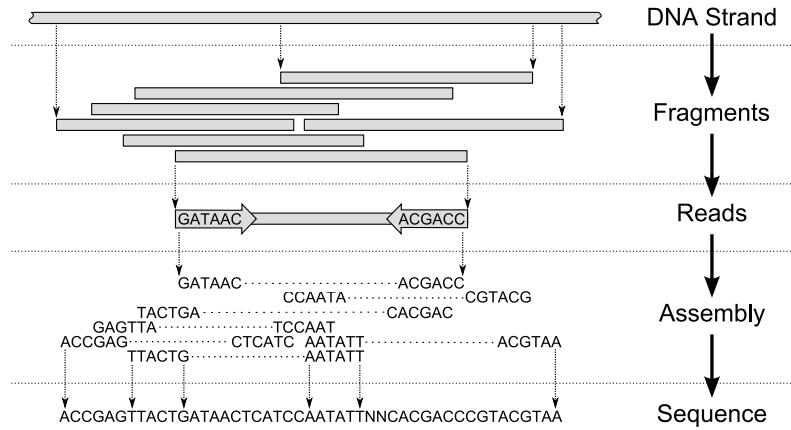 DNA Strand
Fragments
GATAAC ACGACC
Reads
GATAAC ACGACC
CCAATA CGTACG
TACTGA CACGAC
Assembly
GAGTTA TCCAAT
ACCGAG CTCATC AATATT ACGTAA
TTACTG AATATT
ACCGAGTTACTGATAACTCATCCAATATTNNCACGACCCGTACGTAA
Sequence